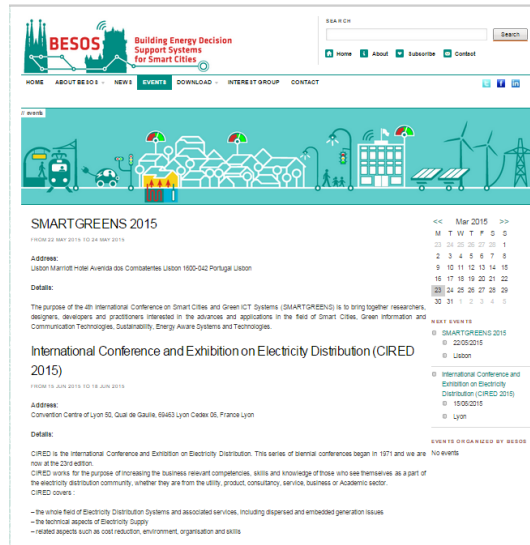 BESOS
Building Energy Decision
Support Systems
for Smart Cities
SEARCH
Search
Home About Subscribe Contact
HOME ABOUT BESOS NEWS EVENTS DOWNLOAD INTEREST GROUP CONTACT
// events
SMARTGREENS 2015
FROM 22 MAY 2015 TO 24 MAY 2015
Address:
Lisbon Marriott Hotel Avenida dos Combatentes Lisbon 1600-042 Portugal Lisbon
Details:
The purpose of the 4th International Conference on Smart Cities and Green ICT Systems (SMARTGREENS) is to bring together researchers,
designers, developers and practitioners interested in the advances and applications in the field of Smart Cities, Green Information and
Communication Technologies, Sustainability, Energy Aware Systems and Technologies.
International Conference and Exhibition on Electricity Distribution (CIRED
2015)
FROM 15 JUN 2015 TO 18 JUN 2015
Address:
Convention Centre of Lyon 50, Quai de Gaulle, 69463 Lyon Cedex 06, France Lyon
Details:
CIRED is the International Conference and Exhibition on Electricity Distribution. This series of biennial conferences began in 1971 and we are
now at the 23rd edition.
CIRED works for the purpose of increasing the business relevant competencies, skills and knowledge of those who see themselves as a part of
the electricity distribution community, whether they are from the utility, product, consultancy, service, business or Academic sector.
CIRED covers :
– the whole field of Electricity Distribution Systems and associated services, including dispersed and embedded generation issues
– the technical aspects of Electricity Supply
– related aspects such as cost reduction, environment, organisation and skills
<< Mar 2015 >>
M T W T F S S
23 24 25 26 27 28 1
2 3 4 5 6 7 8
9 10 11 12 13 14 15
16 17 18 19 20 21 22
23 24 25 26 27 28 29
30 31 1 2 3 4 5
NEXT EVENTS
SMARTGREENS 2015
22/05/2015
Lisbon
International Conference and
Exhibition on Electricity
Distribution (CIRED 2015)
15/06/2015
Lyon
EVENTS ORGANIZED BY BESOS
No events